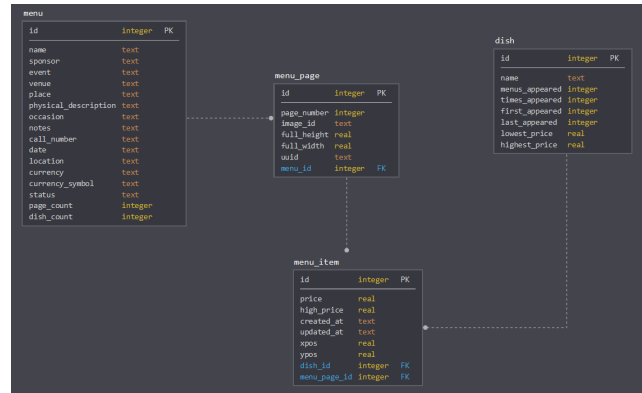 menu
id integer PK
name text
sponsor text
event text
venue text
place text
physical_description text
occasion text
notes text
call_number text
date text
location text
currency text
currency_symbol text
status text
page_count integer
dish_count integer
menu_page
id integer PK
page_number integer
image_id text
full_height real
full_width real
uuid text
menu_id integer FK
dish
id integer PK
name text
menus_appeared integer
times_appeared integer
first_appeared integer
last_appeared integer
lowest_price real
highest_price real
menu_item
id integer PK
price real
high_price real
created_at text
updated_at text
xpos real
ypos real
dish_id integer FK
menu_page_id integer FK